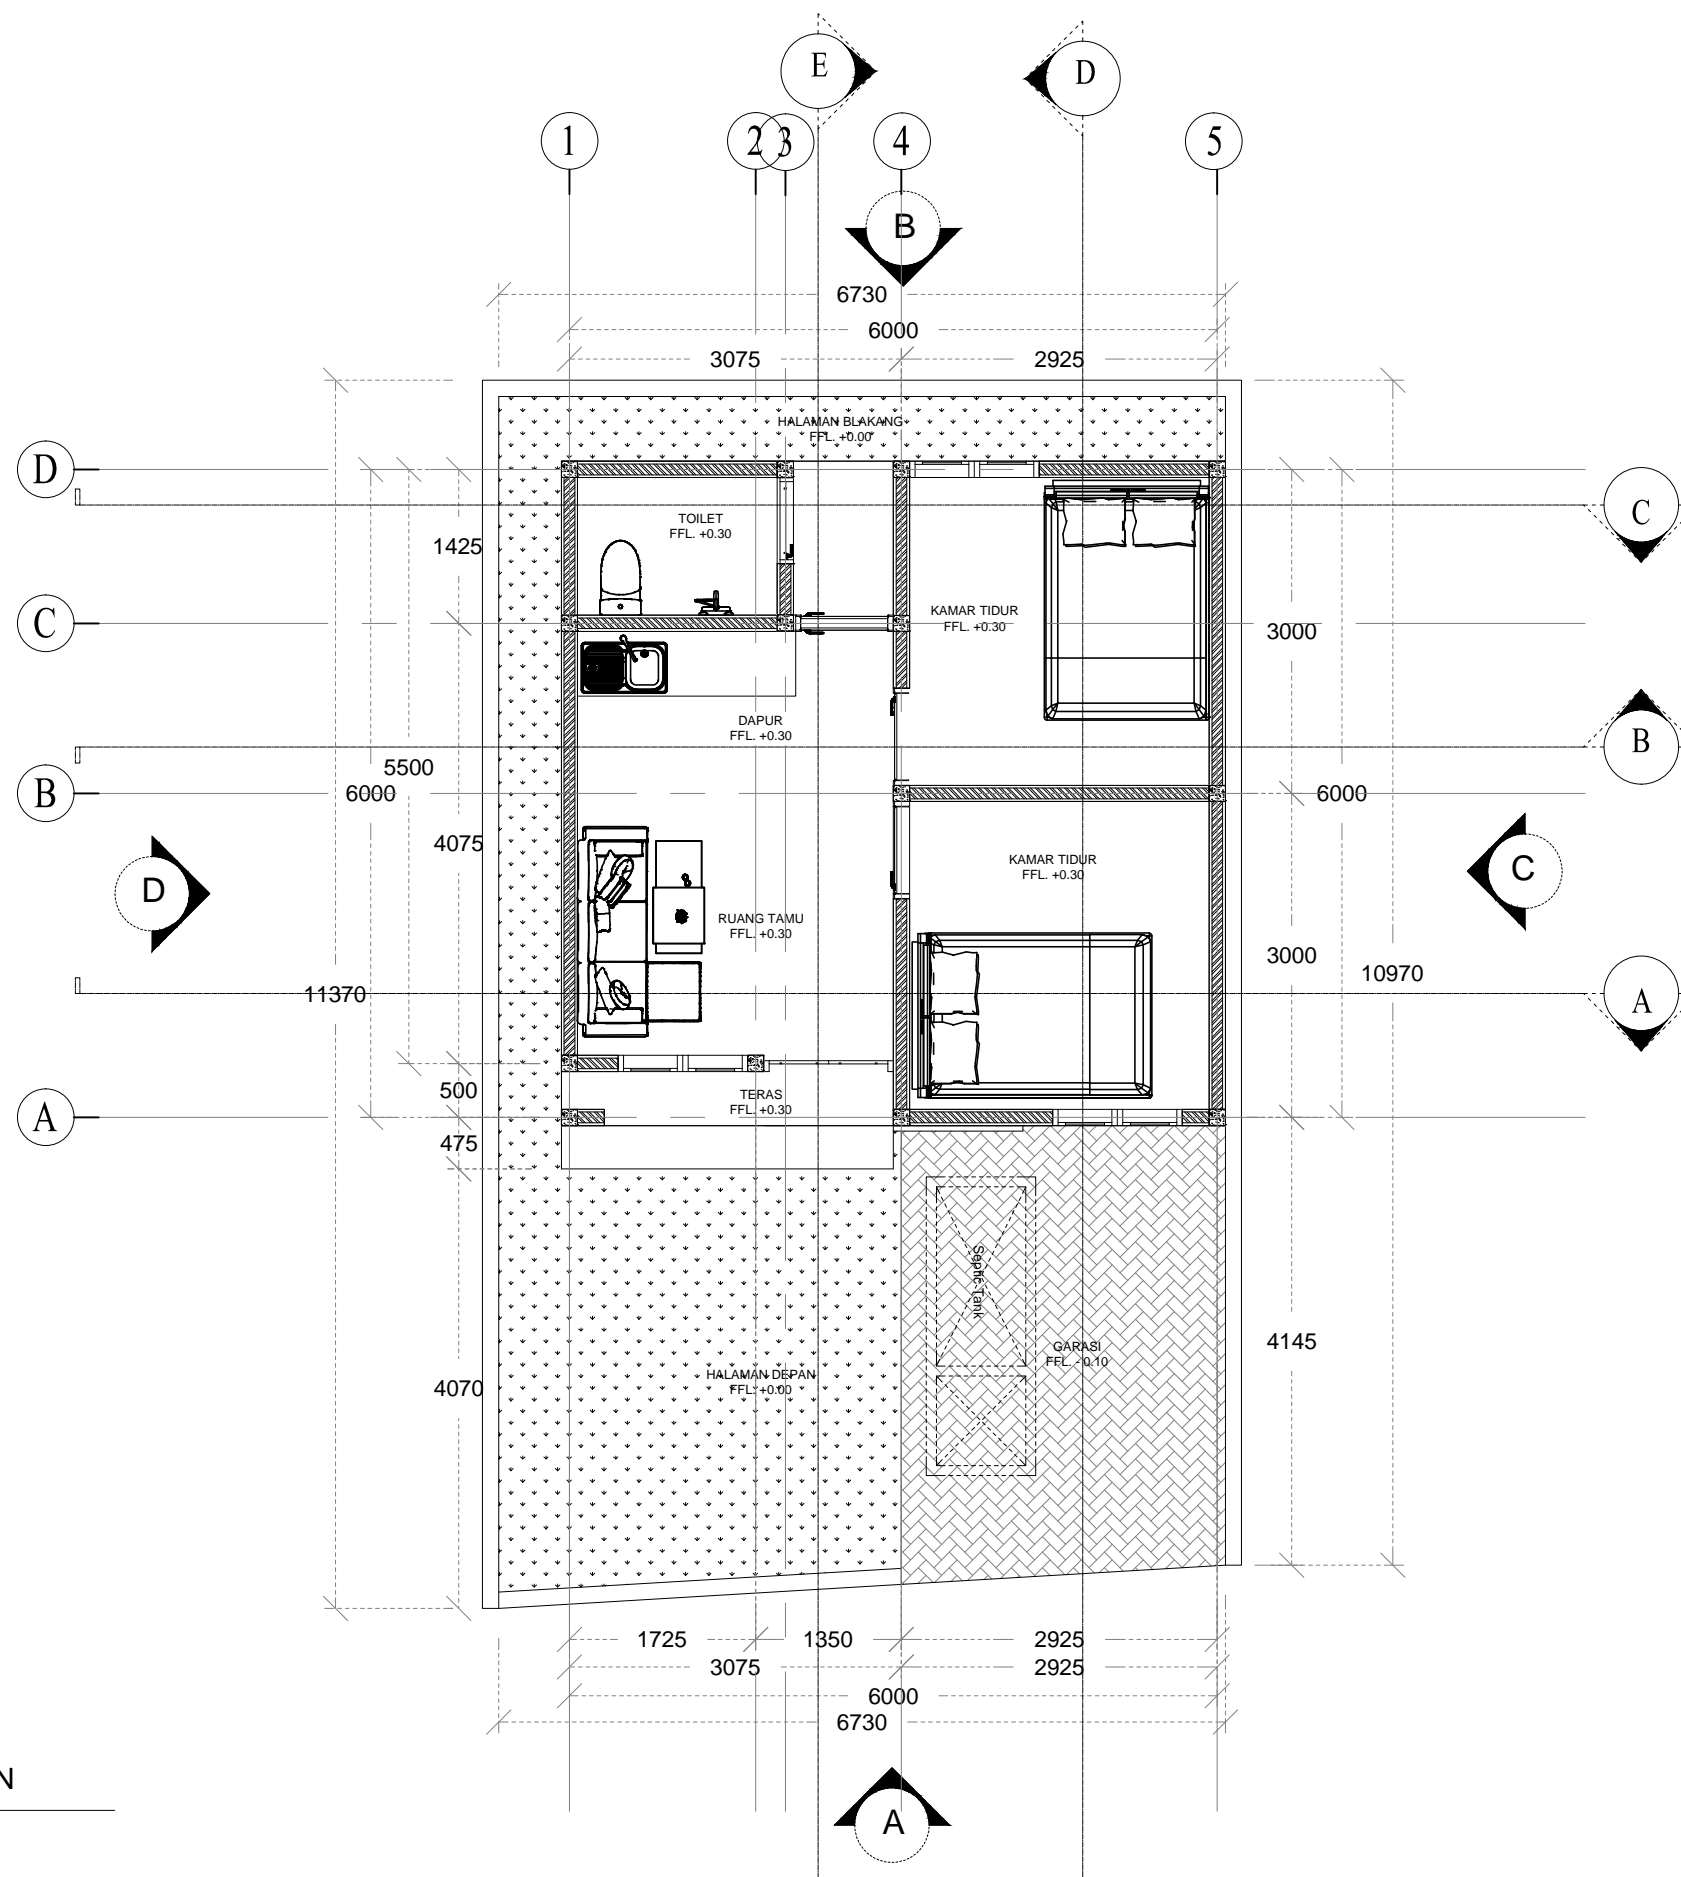 E
D
1
2
3
4
5
B
6730
6000
3075
2925
HALAMAN BLAKANG
FFL. +0.00
D
C
TOILET
FFL. +0.30
1425
C
KAMAR TIDUR
FFL. +0.30
3000
DAPUR
FFL. +0.30
B
5500
B
6000
6000
4075
KAMAR TIDUR
FFL. +0.30
D
C
RUANG TAMU
FFL. +0.30
3000
10970
11370
A
500
TERAS
FFL. +0.30
A
475
Septic Tank
4145
GARASI
FFL. - 0.10
4070
HALAMAN DEPAN
FFL. +0.00
1725
1350
2925
3075
2925
6000
6730
N
A